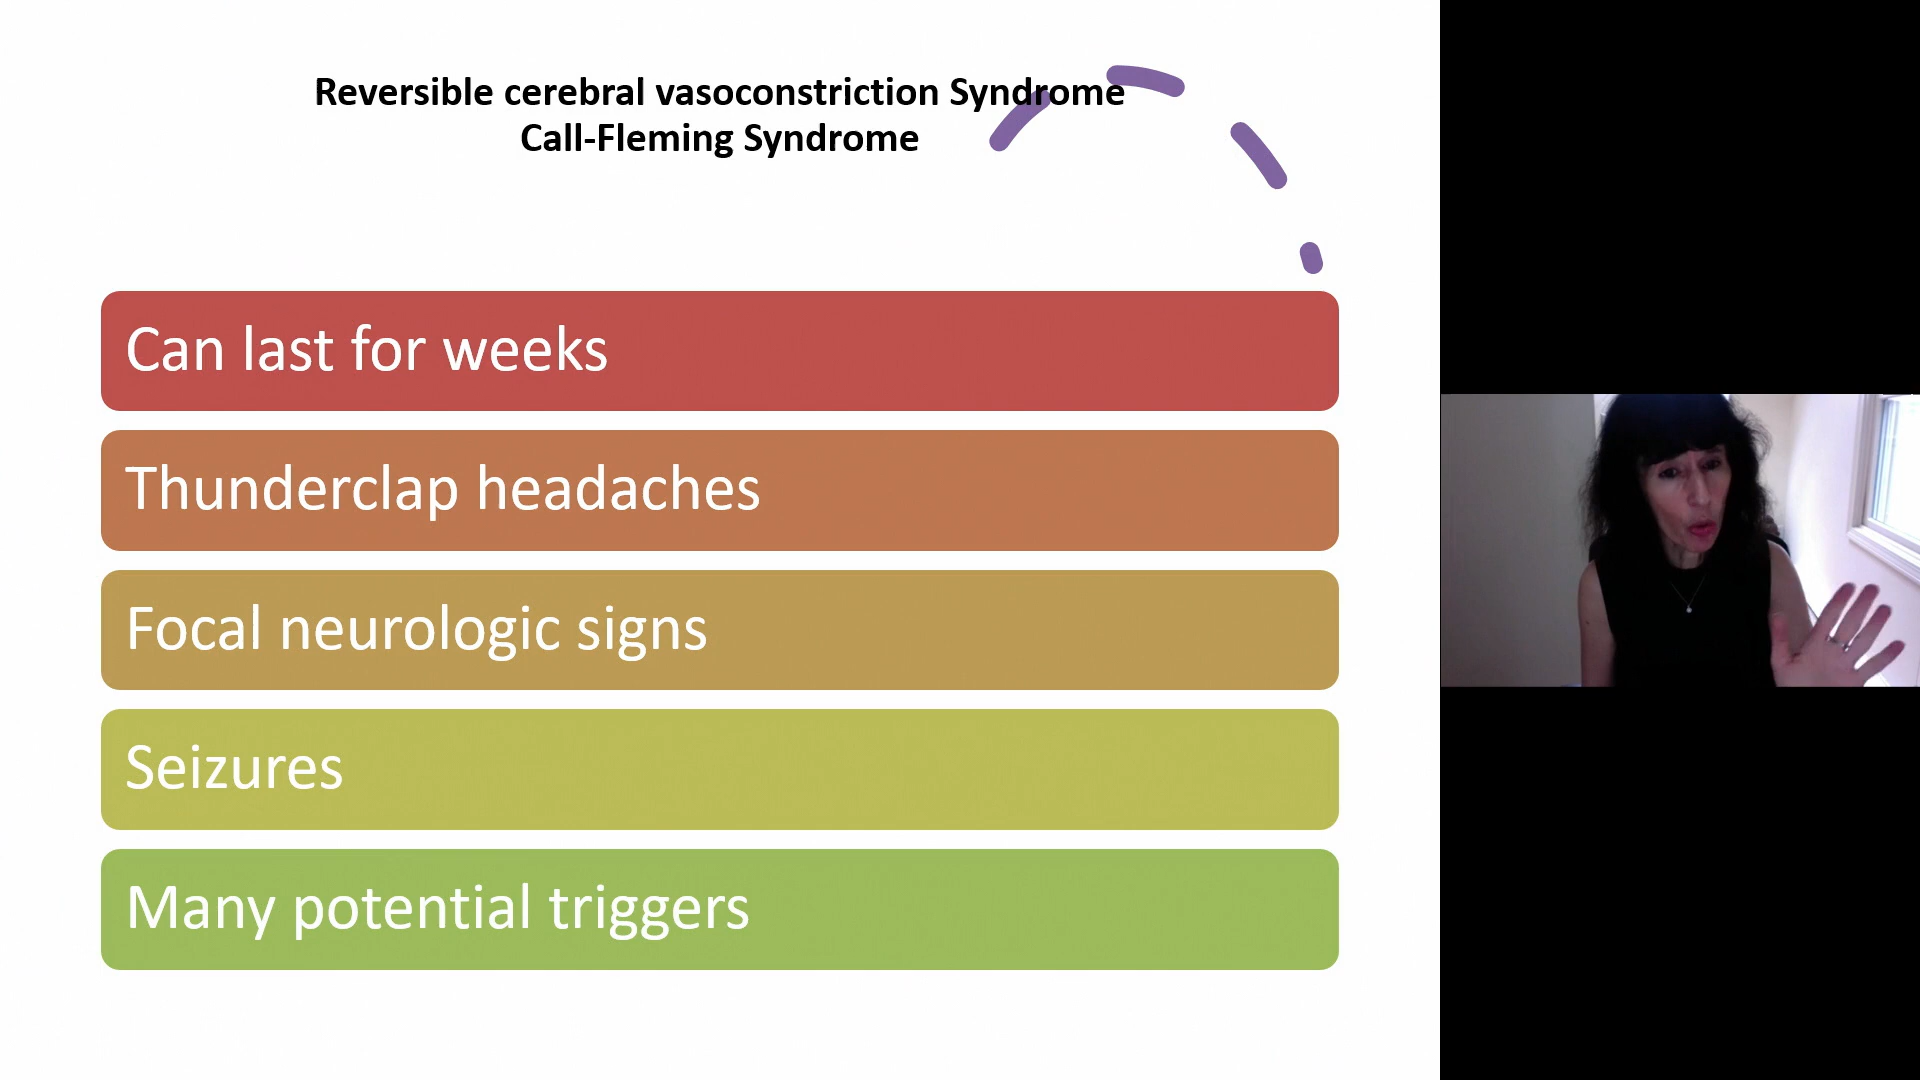 Reversible cerebral vasoconstriction Syndrome
Call-Fleming Syndrome
Can last for weeks
Thunderclap headaches
Focal neurologic signs
Seizures
Many potential triggers